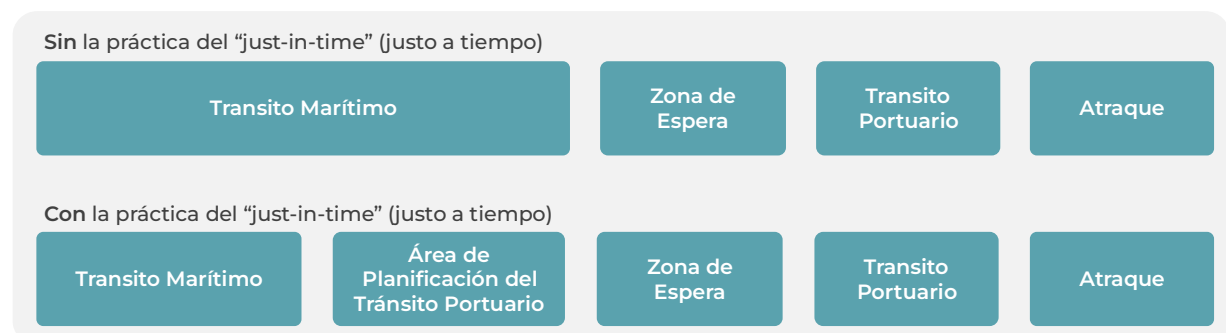 Sin la práctica del “just-in-time” (justo a tiempo)
Transito Marítimo
Zona de
Espera
Transito
Portuario
Atraque
Con la práctica del “just-in-time” (justo a tiempo)
Transito Marítimo
Área de
Planificación del
Tránsito Portuario
Zona de
Espera
Transito
Portuario
Atraque